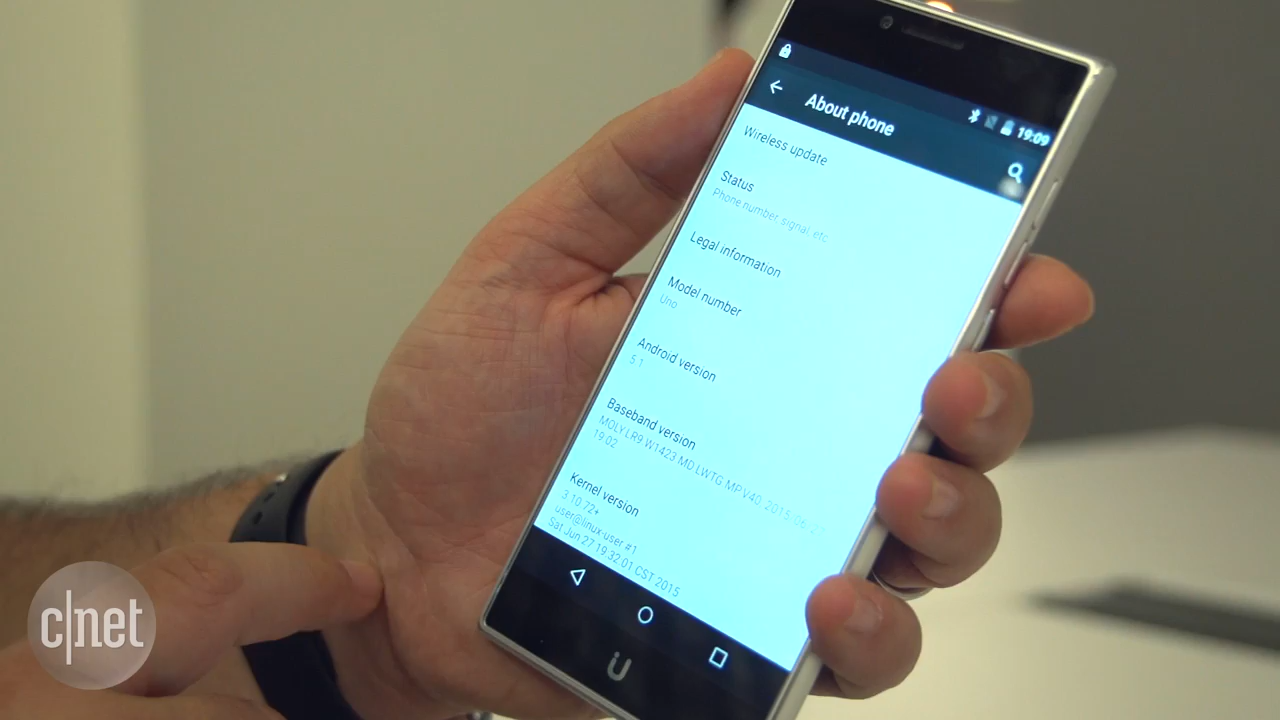 19:09
About phone
Wireless update
Status
Phone number, signal, etc.
Legal information
Model number
Uno
Android version
5.1
Baseband version
MOLY.LR9.W1423.MD.LWTG.MP.V40, 2015/06/27
19:02
Kernel version
3.10.72+
user@linux-user #1
Sat Jun 27 19:32:01 CST 2015
U
c|net